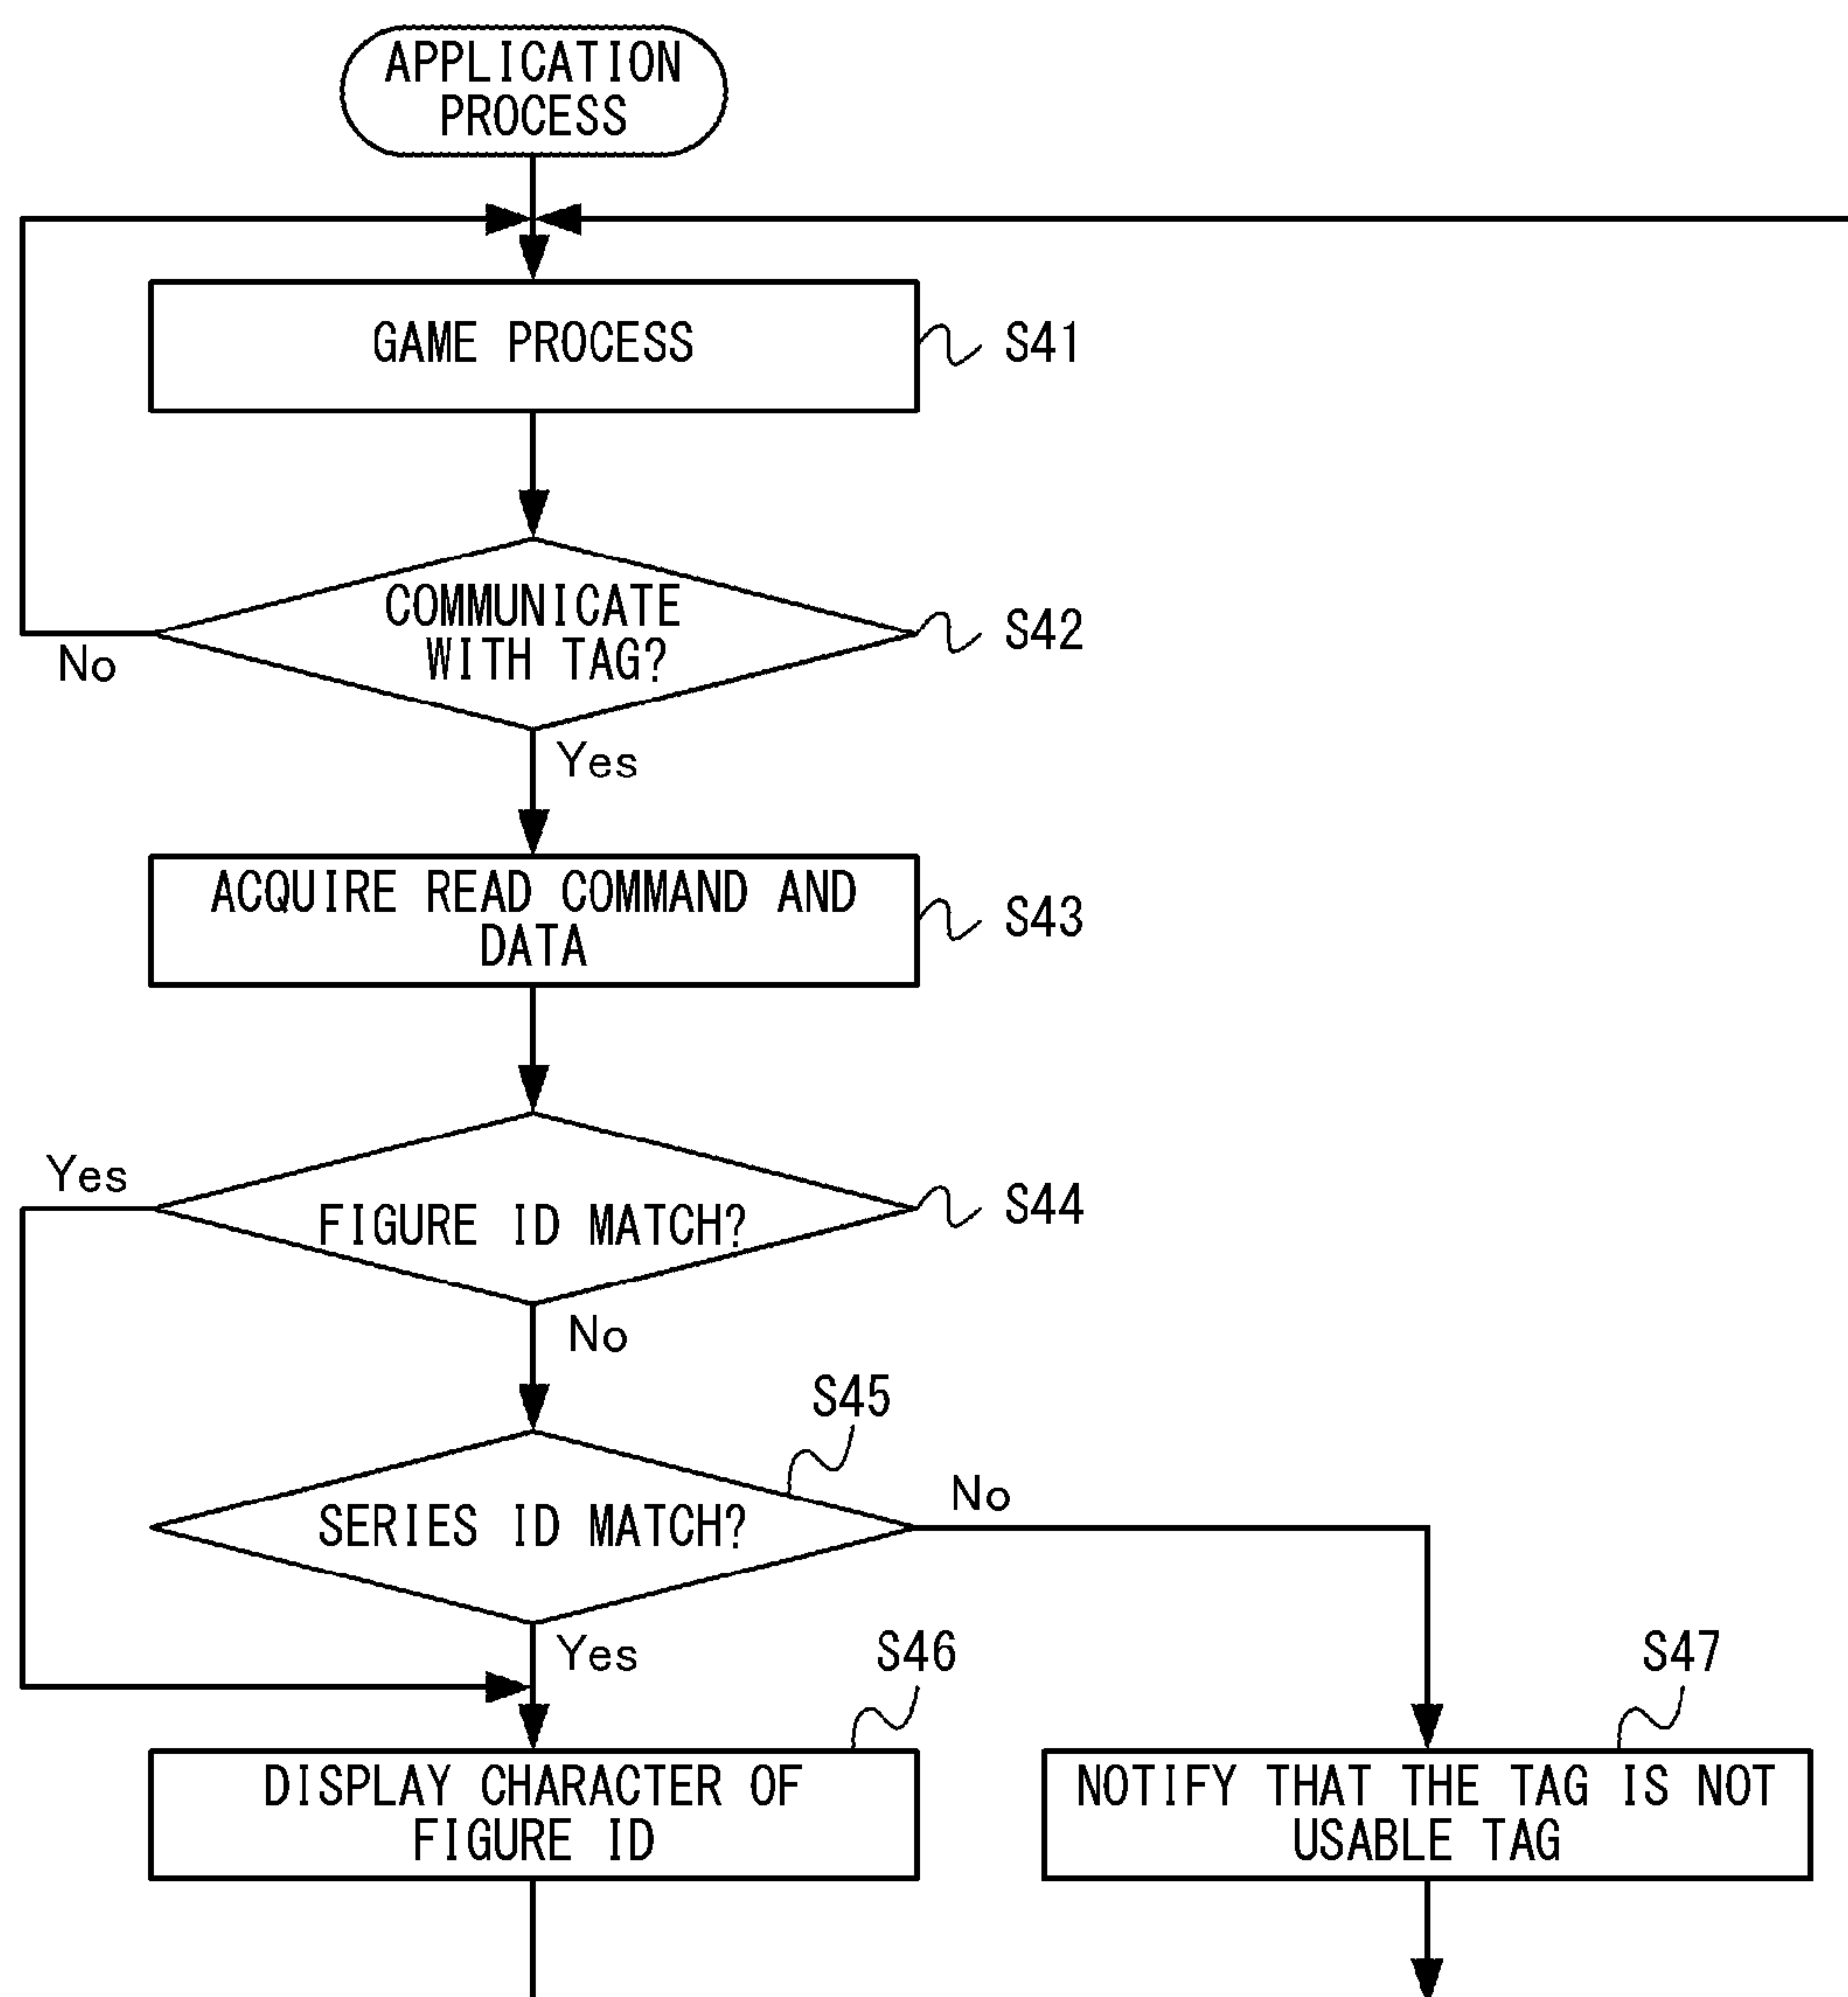 APPLICATION
PROCESS
GAME PROCESS
S41
COMMUNICATE
WITH TAG?
S42
No
Yes
ACQUIRE READ COMMAND AND
DATA
S43
Yes
FIGURE ID MATCH?
S44
No
S45
SERIES ID MATCH?
No
Yes
S46
S47
DISPLAY CHARACTER OF
FIGURE ID
NOTIFY THAT THE TAG IS NOT
USABLE TAG